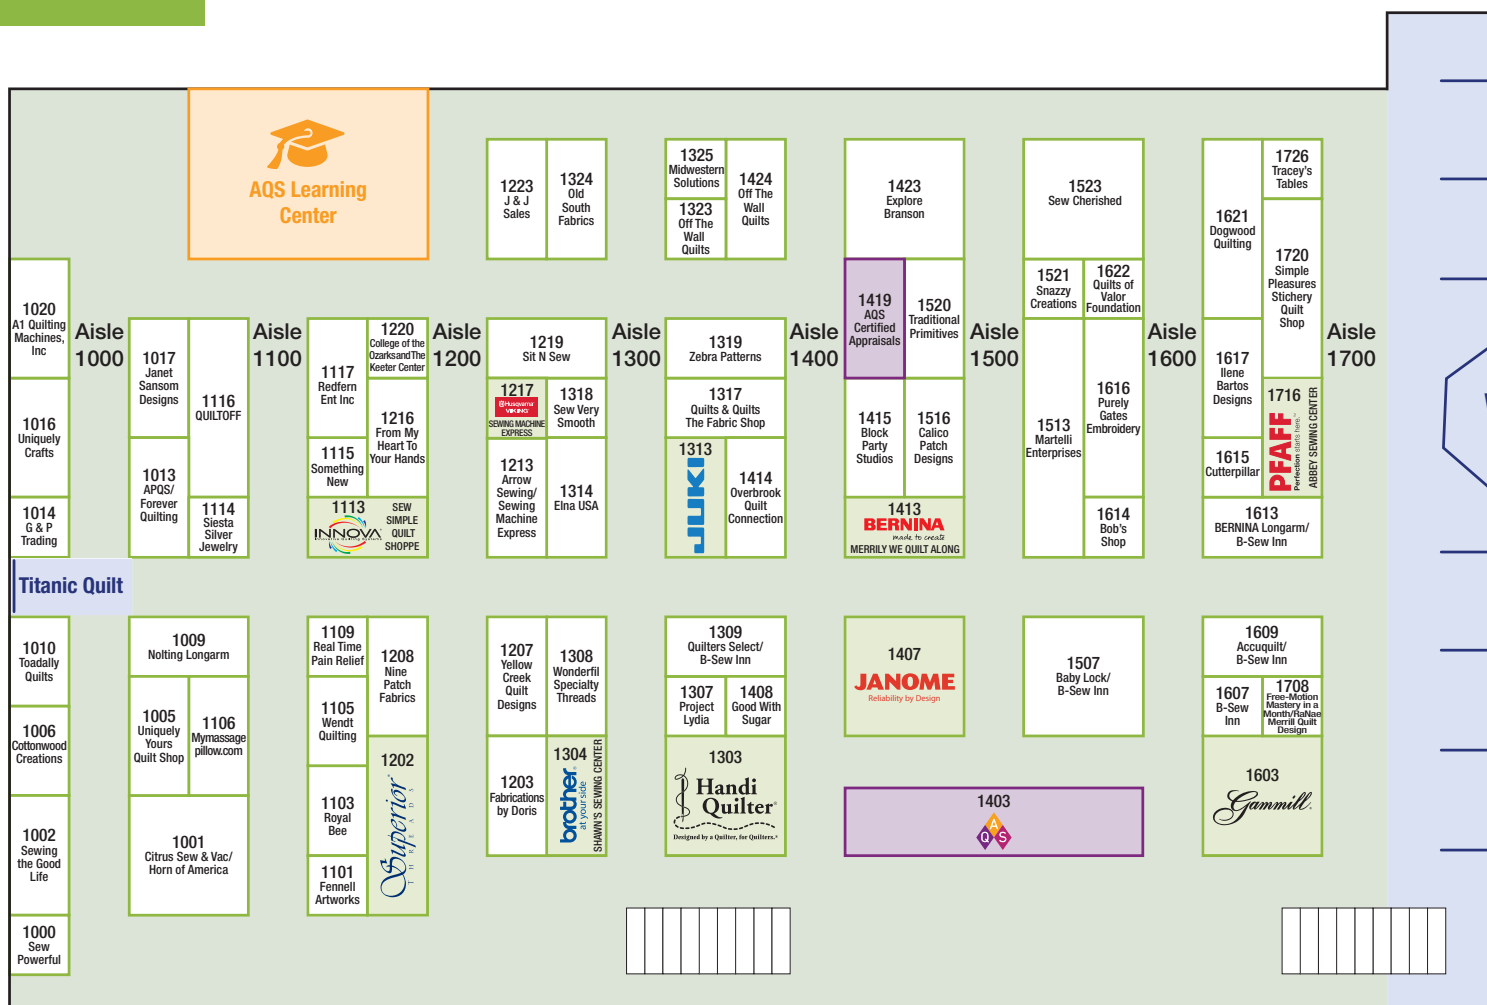 AQS Learning
Center
1223
J & J
Sales
1324
Old
South
Fabrics
1325
Midwestern
Solutions
1323
Off The
Wall
Quilts
1424
Off The
Wall
Quilts
1423
Explore
Branson
1523
Sew Cherished
1621
Dogwood
Quilting
1726
Tracey's
Tables
1720
Simple
Pleasures
Stichery
Quilt
Shop
1020
A1 Quilting
Machines,
Inc
Aisle
1000
1017
Janet
Sansom
Designs
1116
QUILTOFF
Aisle
1100
1117
Redfern
Ent Inc
1220
College of the
Ozarks and The
Keeter Center
Aisle
1200
1219
Sit N Sew
Aisle
1300
1319
Zebra Patterns
Aisle
1400
1419
AQS
Certified
Appraisals
1520
Traditional
Primitives
Aisle
1500
1521
Snazzy
Creations
1622
Quilts of
Valor
Foundation
Aisle
1600
1617
Ilene
Bartos
Designs
Aisle
1700
1016
Uniquely
Crafts
1013
APQS/
Forever
Quilting
1115
Something
New
1216
From My
Heart To
Your Hands
1217
Husqvarna
VIKING
SEWING MACHINE
EXPRESS
1318
Sew Very
Smooth
1317
Quilts & Quilts
The Fabric Shop
1415
Block
Party
Studios
1516
Calico
Patch
Designs
1513
Martelli
Enterprises
1616
Purely
Gates
Embroidery
1615
Cutterpillar
1716
PFAFF
Perfection starts here.™
ABBEY SEWING CENTER
1014
G & P
Trading
1114
Siesta
Silver
Jewelry
1113
INNOVA
SEW
SIMPLE
QUILT
SHOPPE
1213
Arrow
Sewing/
Sewing
Machine
Express
1314
Elna USA
1313
JUKI
1414
Overbrook
Quilt
Connection
1413
BERNINA
made to create
MERRILY WE QUILT ALONG
1614
Bob's
Shop
1613
BERNINA Longarm/
B-Sew Inn
Titanic Quilt
1010
Toadally
Quilts
1009
Nolting Longarm
1109
Real Time
Pain Relief
1208
Nine
Patch
Fabrics
1207
Yellow
Creek
Quilt
Designs
1308
Wonderfil
Specialty
Threads
1309
Quilters Select/
B-Sew Inn
1407
JANOME
Reliability by Design
1507
Baby Lock/
B-Sew Inn
1609
Accuquilt/
B-Sew Inn
1006
Cottonwood
Creations
1005
Uniquely
Yours
Quilt Shop
1106
Mymassage
pillow.com
1105
Wendt
Quilting
1307
Project
Lydia
1408
Good With
Sugar
1607
B-Sew
Inn
1708
Free-Motion
Mastery in a
Month/RaNae
Merrill Quilt
Design
1002
Sewing
the Good
Life
1001
Citrus Sew & Vac/
Horn of America
1103
Royal
Bee
1202
Superior
THREADS
1203
Fabrications
by Doris
1304
brother
at your side
SHAWN'S SEWING CENTER
1303
Handi
Quilter®
Designed by a Quilter, for Quilters.®
1403
AQS
1603
Gammill.
1101
Fennell
Artworks
1000
Sew
Powerful